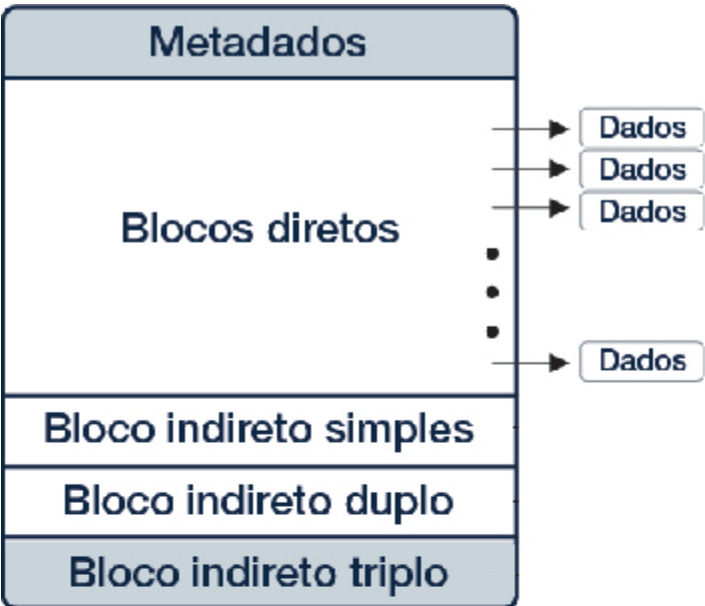 Metadados
Dados
Dados
Blocos diretos
Dados
Dados
Bloco indireto simples
Bloco indireto duplo
Bloco indireto triplo